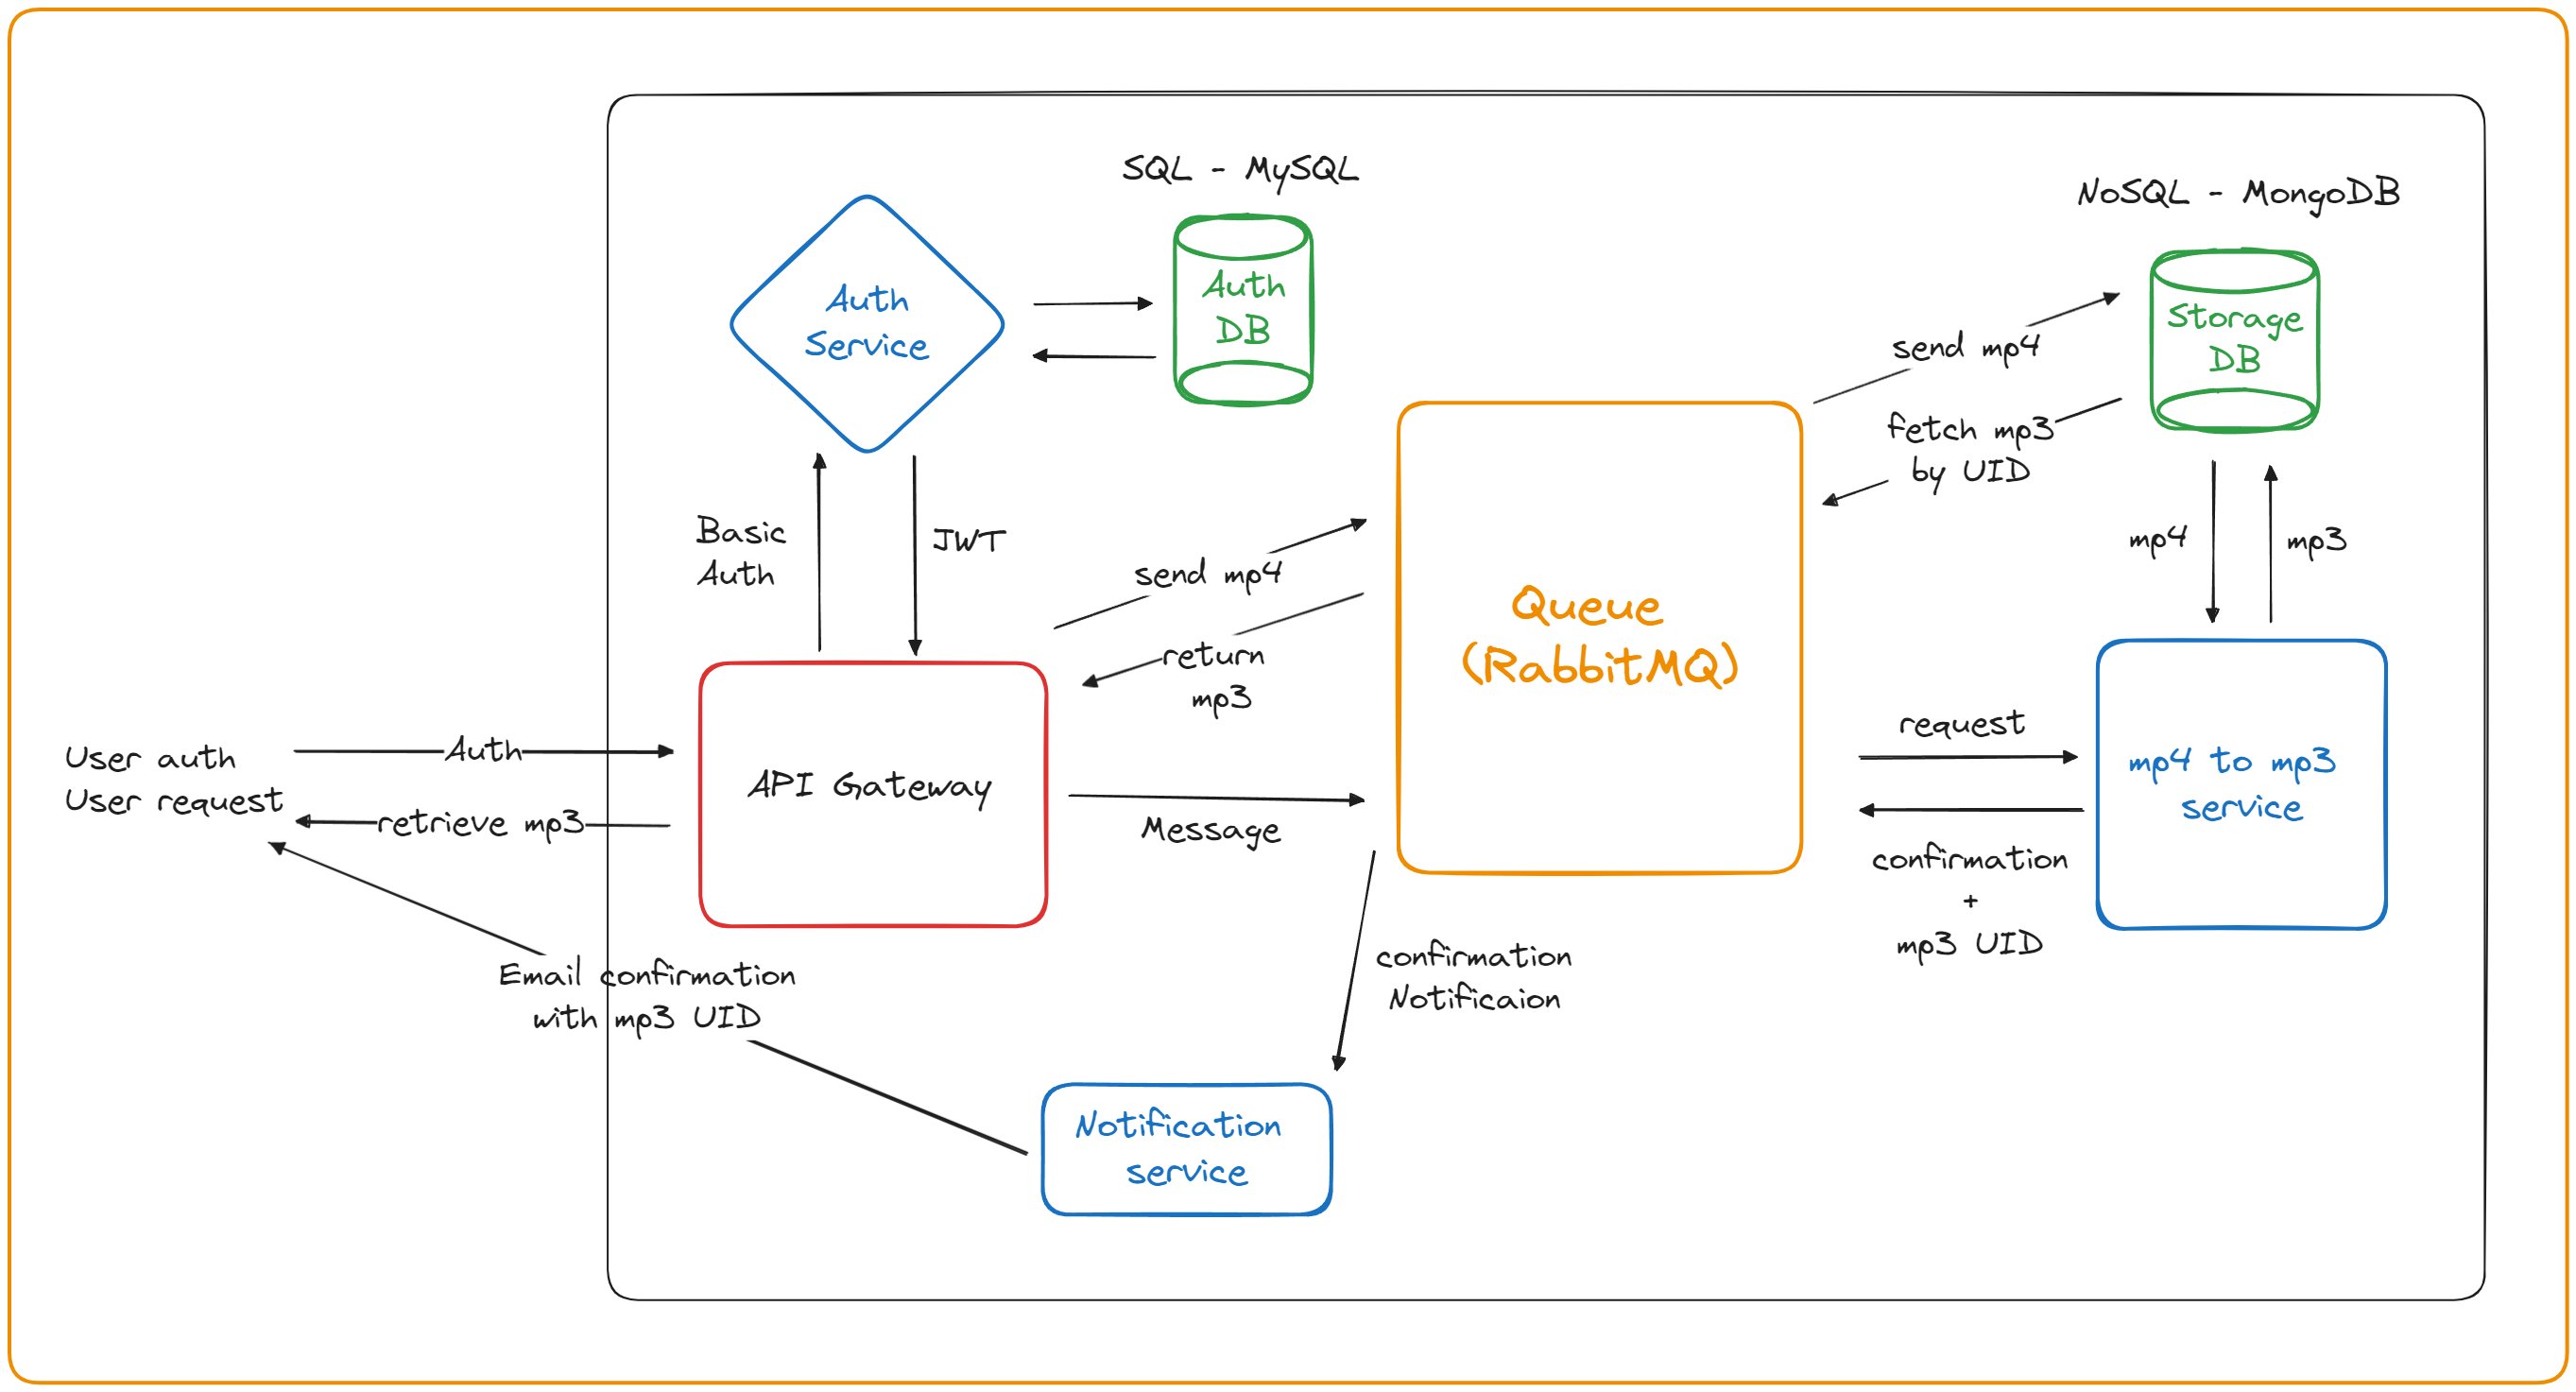 SQL - MySQL
NoSQL - MongoDB
Auth
Service
Auth
DB
Storage
DB
send mp4
fetch mp3
by UID
Basic
Auth
JWT
mp4
mp3
send mp4
return
mp3
Queue
(RabbitMQ)
User auth
User request
Auth
retrieve mp3
API Gateway
Message
request
confirmation
+
mp3 UID
mp4 to mp3
service
Email confirmation
with mp3 UID
confirmation
Notificaion
Notification
service